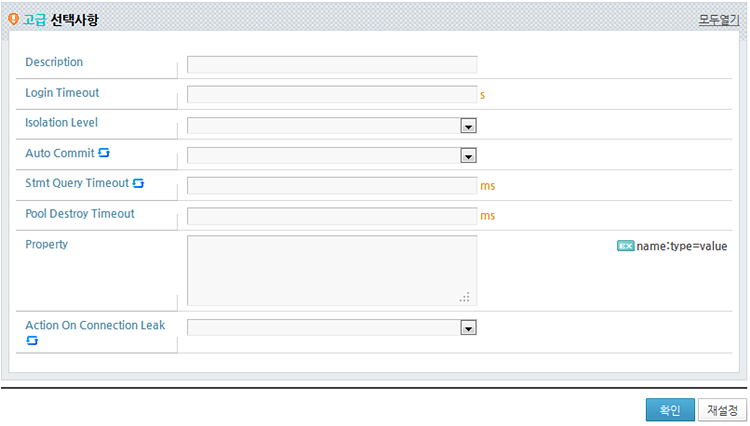 고급 선택사항
모두열기
Description
Login Timeout
s
Isolation Level
Auto Commit
Stmt Query Timeout
ms
Pool Destroy Timeout
ms
Property
EX name:type=value
Action On Connection Leak
확인
재설정